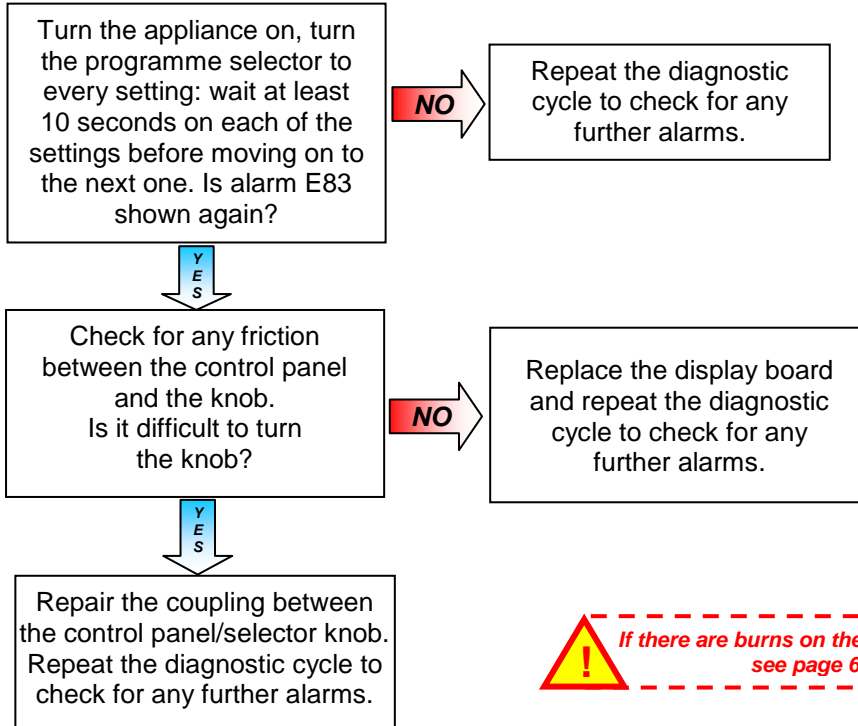 Turn the appliance on, turn
the programme selector to
every setting: wait at least
10 seconds on each of the
settings before moving on to
the next one. Is alarm E83
shown again?
NO
Repeat the diagnostic
cycle to check for any
further alarms.
YES
Check for any friction
between the control panel
and the knob.
Is it difficult to turn
the knob?
NO
Replace the display board
and repeat the diagnostic
cycle to check for any
further alarms.
YES
Repair the coupling between
the control panel/selector knob.
Repeat the diagnostic cycle to
check for any further alarms.
!
If there are burns on the
see page 6